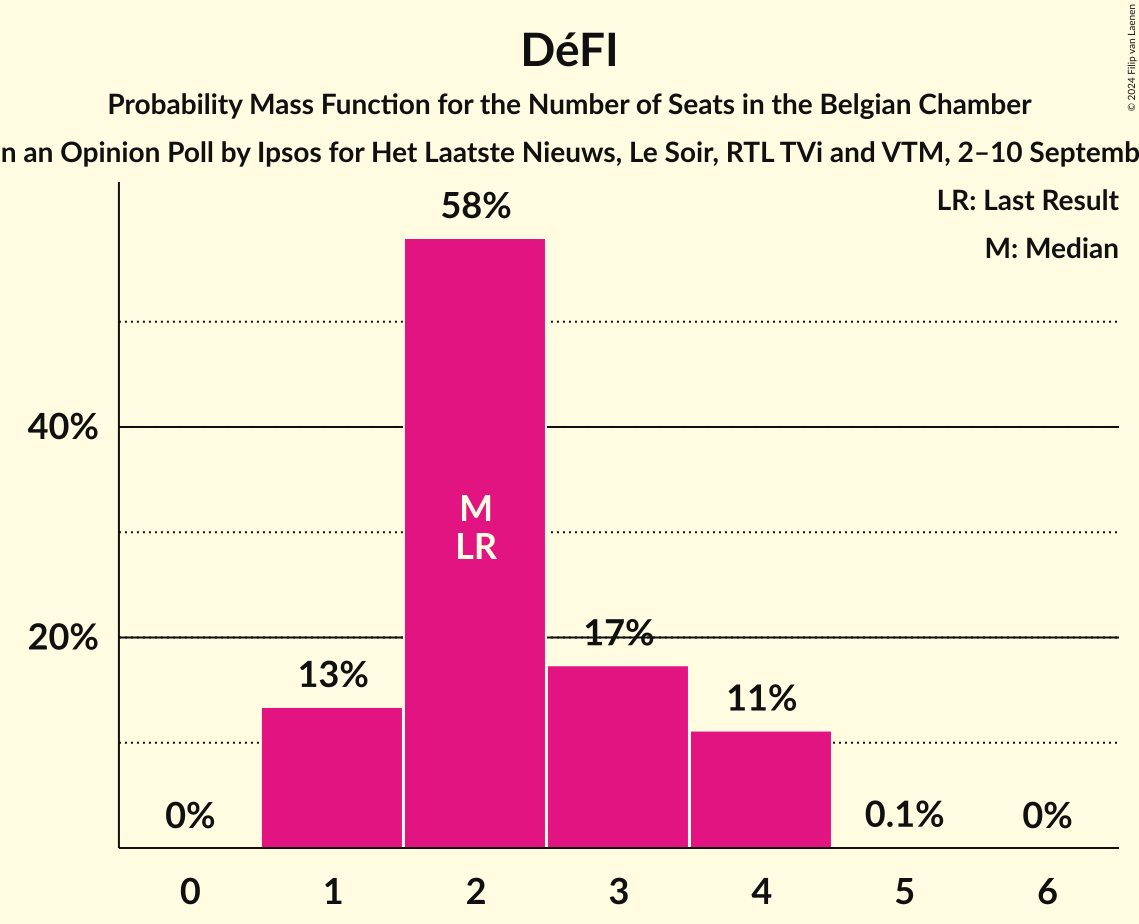 DéFI
Probability Mass Function for the Number of Seats in the Belgian Chamber
an Opinion Poll by Ipsos for Het Laatste Nieuws, Le Soir, RTL TVi and VTM, 2–10
© 2024 Filip van Laenen
LR: Last Result
M: Median
58%
40%
M
LR
20%
17%
13%
11%
0%
0.1%
0%
0 1 2 3 4 5 6